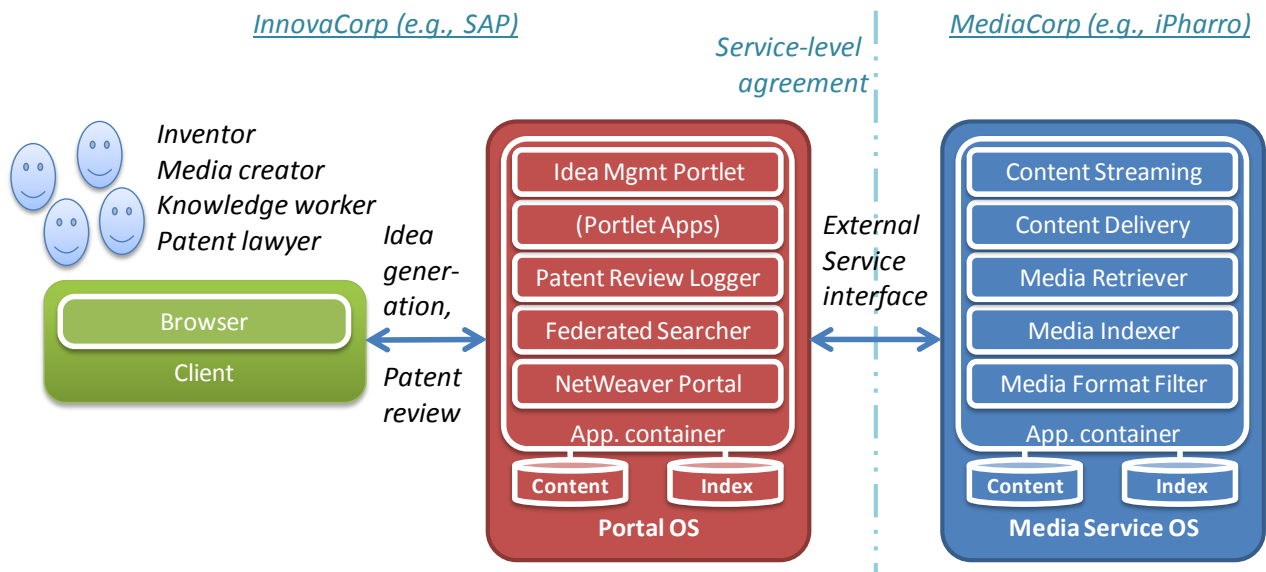 InnovaCorp (e.g., SAP)
MediaCorp (e.g., iPharro)
Service-level
agreement
Inventor
Media creator
Knowledge worker
Patent lawyer
Browser
Client
Idea
gener-
ation,
Patent
review
Idea Mgmt Portlet
(Portlet Apps)
Patent Review Logger
Federated Searcher
NetWeaver Portal
App. container
Content
Index
Portal OS
External
Service
interface
Content Streaming
Content Delivery
Media Retriever
Media Indexer
Media Format Filter
App. container
Content
Index
Media Service OS